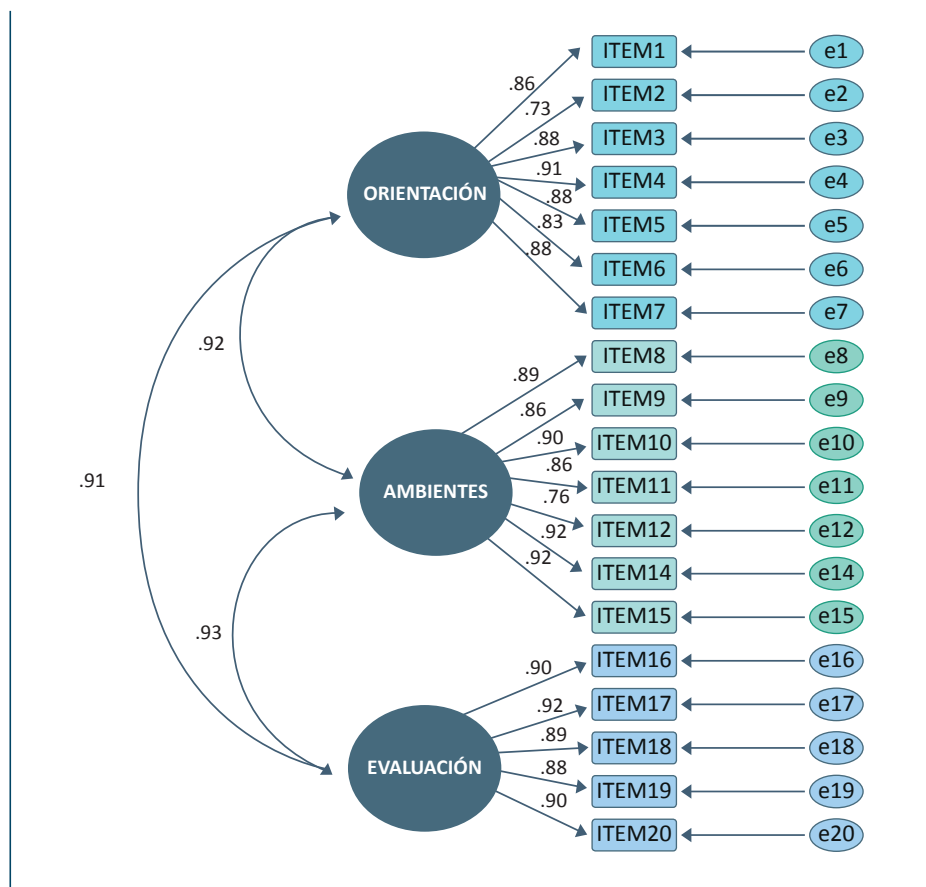 ITEM1
e1
.86
ITEM2
e2
.73
ITEM3
e3
.88
ORIENTACIÓN
.91
ITEM4
e4
.88
ITEM5
e5
.83
ITEM6
e6
.88
ITEM7
e7
.92
ITEM8
e8
.89
ITEM9
e9
.86
ITEM10
e10
.90
.91
AMBIENTES
.86
ITEM11
e11
.76
ITEM12
e12
.92
ITEM14
e14
.92
ITEM15
e15
.93
ITEM16
e16
.90
ITEM17
e17
.92
ITEM18
e18
.89
EVALUACIÓN
.88
ITEM19
e19
.90
ITEM20
e20